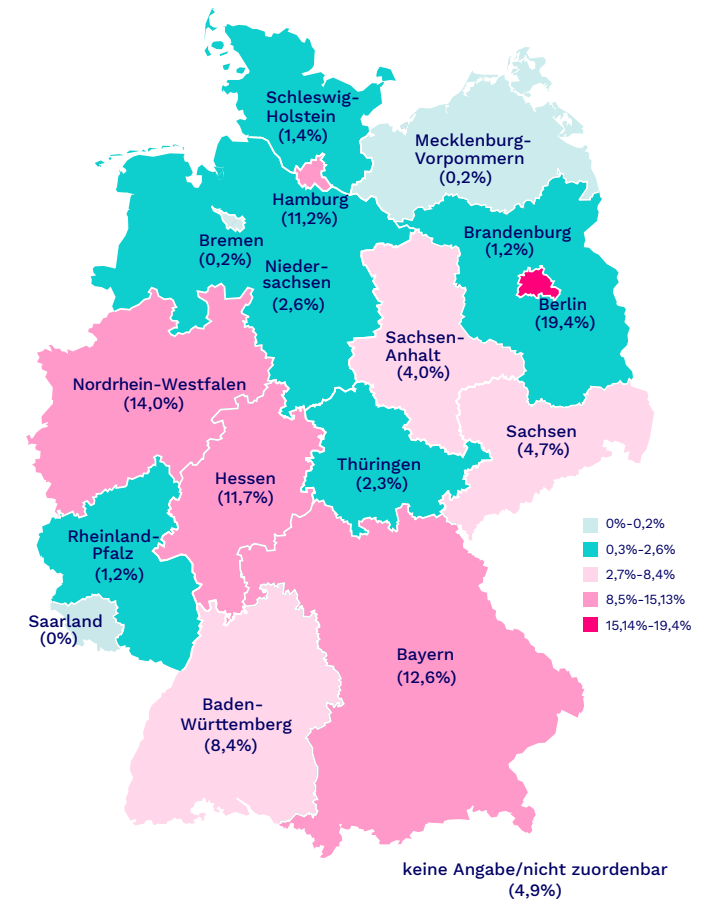 Schleswig-
Holstein
(1,4%)
Mecklenburg-
Vorpommern
(0,2%)
Hamburg
(11,2%)
Bremen
(0,2%)
Nieder-
sachsen
(2,6%)
Brandenburg
(1,2%)
Berlin
(19,4%)
Sachsen-
Anhalt
(4,0%)
Nordrhein-Westfalen
(14,0%)
Sachsen
(4,7%)
Thüringen
(2,3%)
Hessen
(11,7%)
Rheinland-
Pfalz
(1,2%)
Saarland
(0%)
Bayern
(12,6%)
Baden-
Württemberg
(8,4%)
0%-0,2%
0,3%-2,6%
2,7%-8,4%
8,5%-15,13%
15,14%-19,4%
keine Angabe/nicht zuordenbar
(4,9%)